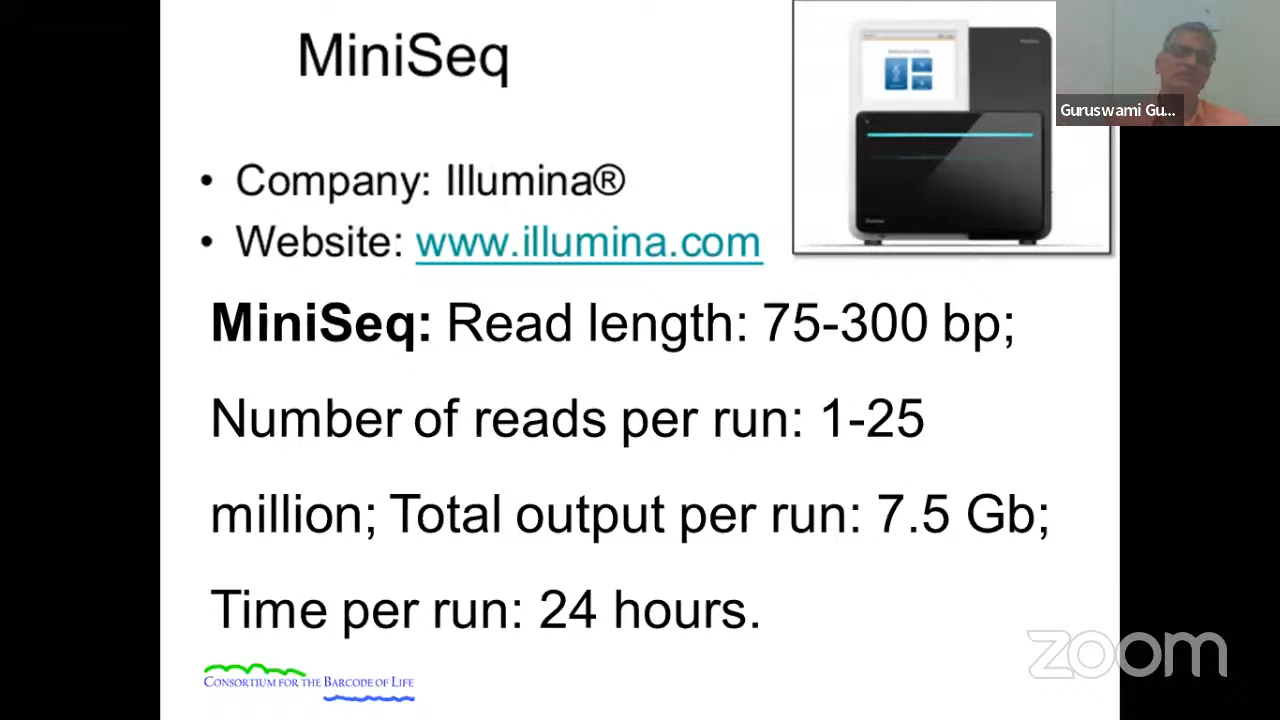 MiniSeq
Guruswami Gu...
• Company: Illumina®
• Website: www.illumina.com
MiniSeq: Read length: 75-300 bp;
Number of reads per run: 1-25
million; Total output per run: 7.5 Gb;
Time per run: 24 hours.
zoom
CONSORTIUM FOR THE BARCODE OF LIFE